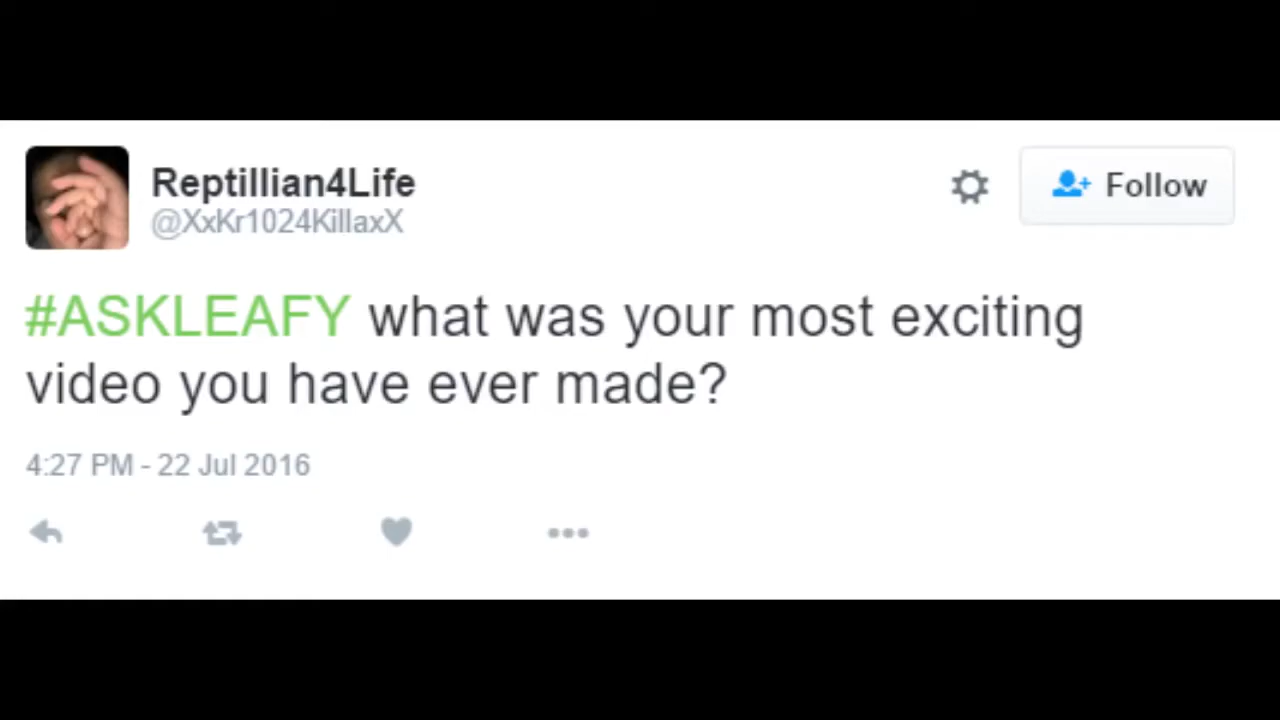 Reptillian4Life
@XxKr1024KillaxX
Follow
#ASKLEAFY what was your most exciting
video you have ever made?
4:27 PM - 22 Jul 2016